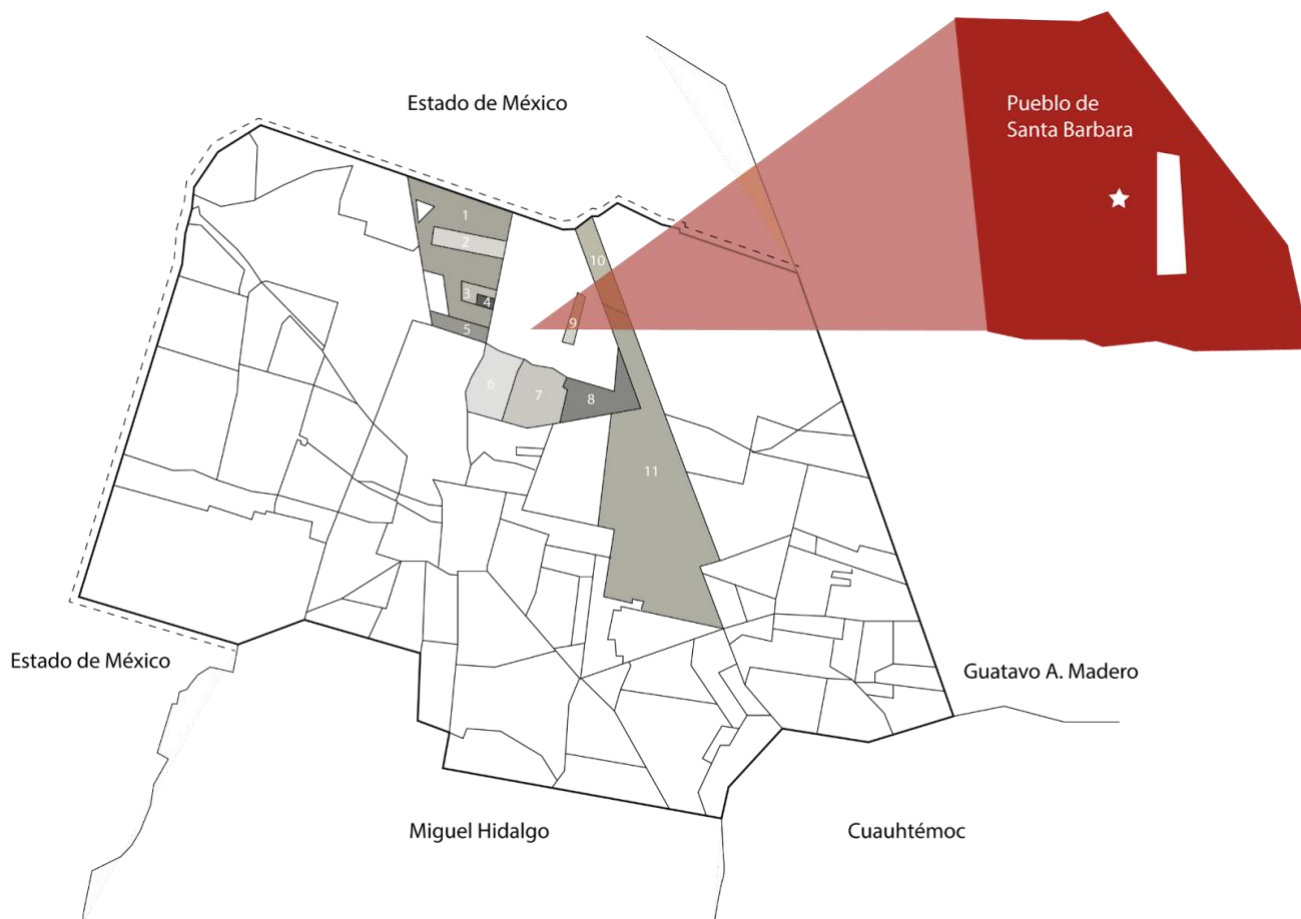 Estado de México
Pueblo de
Santa Barbara
1
2
10
3
4
9
5
6
7
8
11
Estado de México
Guatavo A. Madero
Miguel Hidalgo
Cuauhtémoc